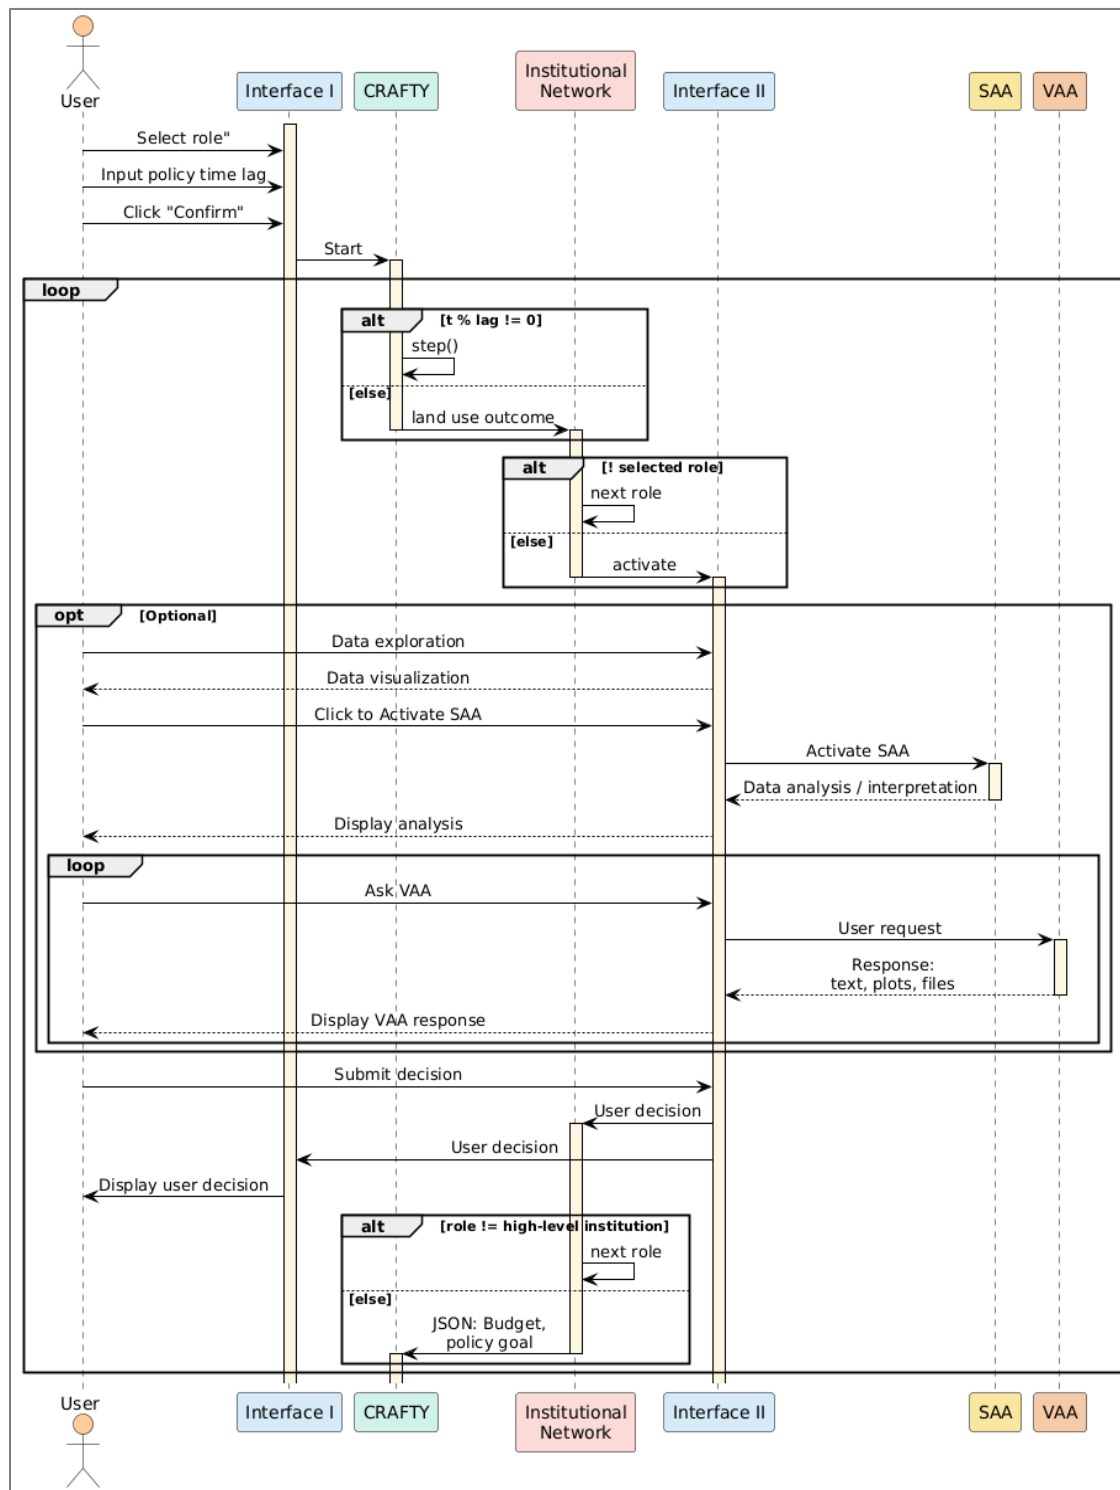 User
Interface I
CRAFTY
Institutional
Network
Interface II
SAA
VAA
Select role"
Input policy time lag
Click "Confirm"
Start
loop
alt [t % lag != 0]
step()
[else]
land use outcome
alt [! selected role]
next role
[else]
activate
opt [Optional]
Data exploration
Data visualization
Click to Activate SAA
Activate SAA
Data analysis / interpretation
Display analysis
loop
Ask VAA
User request
Response:
text, plots, files
Display VAA response
Submit decision
User decision
User decision
Display user decision
alt [role != high-level institution]
next role
[else]
JSON: Budget,
policy goal
User
Interface I
CRAFTY
Institutional
Network
Interface II
SAA
VAA